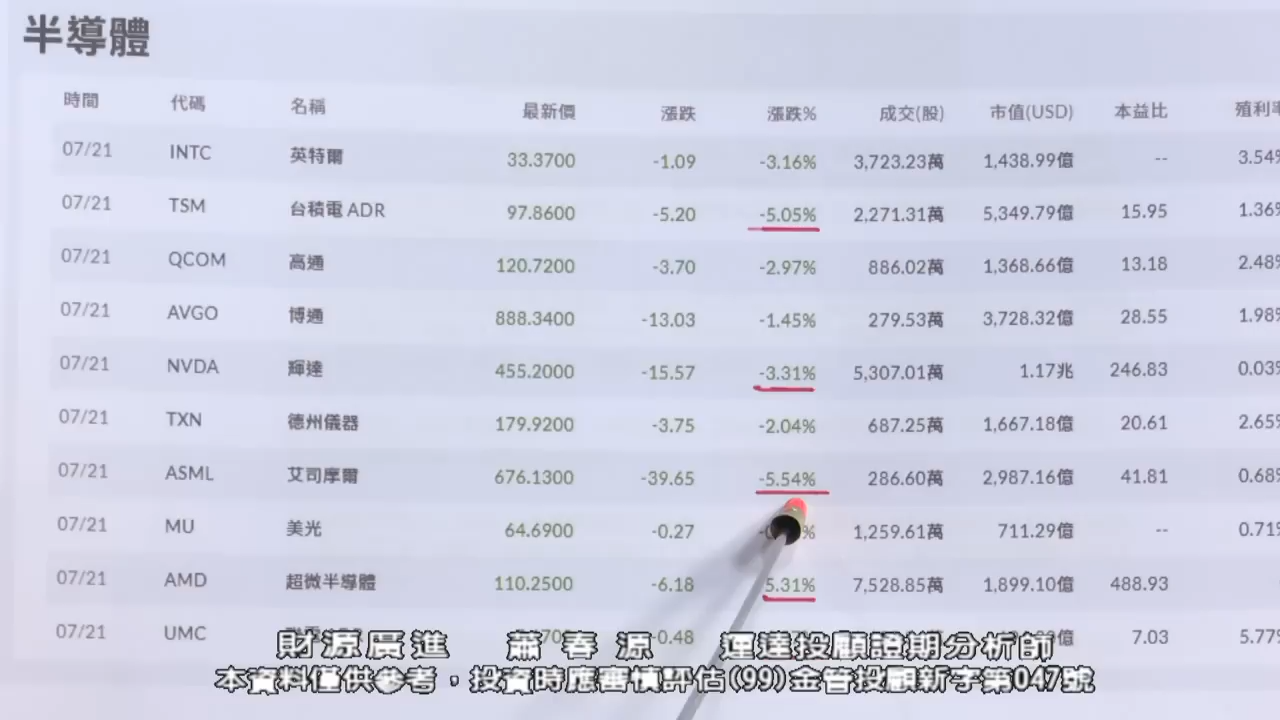 半導體
時間 代碼 名稱 最新價 漲跌 漲跌% 成交(股) 市值(USD) 本益比 殖利率
07/21 INTC 英特爾 33.3700 -1.09 -3.16% 3,723.23萬 1,438.99億 -- 3.54%
07/21 TSM 台積電 ADR 97.8600 -5.20 -5.05% 2,271.31萬 5,349.79億 15.95 1.36%
07/21 QCOM 高通 120.7200 -3.70 -2.97% 886.02萬 1,368.66億 13.18 2.48%
07/21 AVGO 博通 888.3400 -13.03 -1.45% 279.53萬 3,728.32億 28.55 1.98%
07/21 NVDA 輝達 455.2000 -15.57 -3.31% 5,307.01萬 1.17兆 246.83 0.03%
07/21 TXN 德州儀器 179.9200 -3.75 -2.04% 687.25萬 1,667.18億 20.61 2.65%
07/21 ASML 艾司摩爾 676.1300 -39.65 -5.54% 286.60萬 2,987.16億 41.81 0.68%
07/21 MU 美光 64.6900 -0.27 1,259.61萬 711.29億 -- 0.71%
07/21 AMD 超微半導體 110.2500 -6.18 5.31% 7,528.85萬 1,899.10億 488.93
07/21 UMC 0.48 7.03 5.77%
財源廣進 蕭春源 運達投顧證期分析師
本資料僅供參考，投資時應審慎評估(99)金管投顧新字第047號